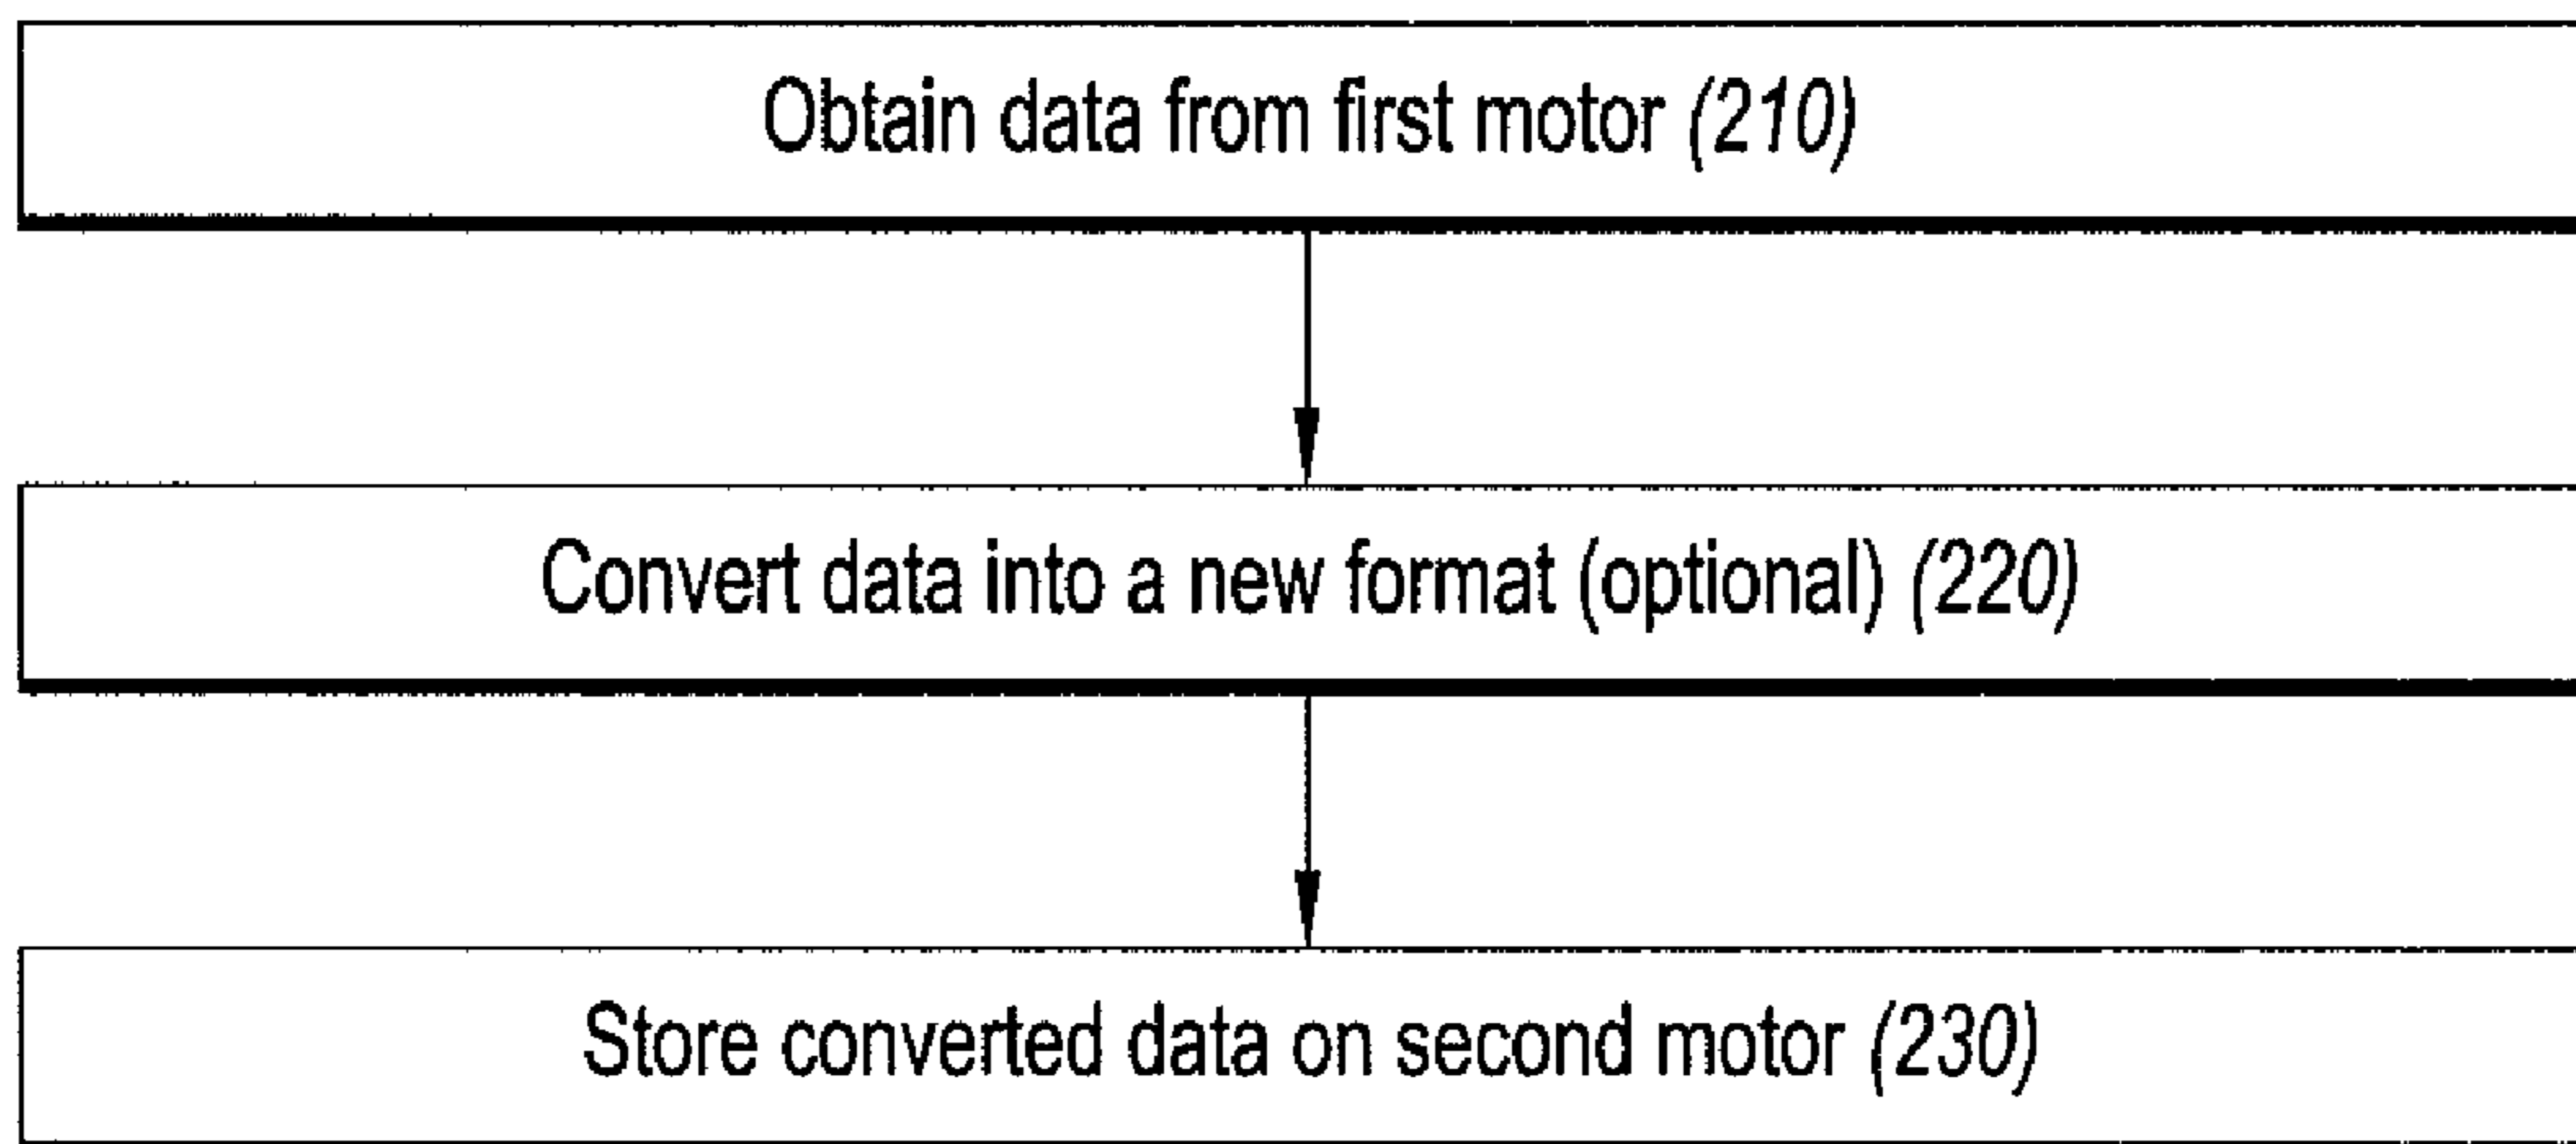 Obtain data from first motor (210)
Convert data into a new format (optional) (220)
Store converted data on second motor (230)